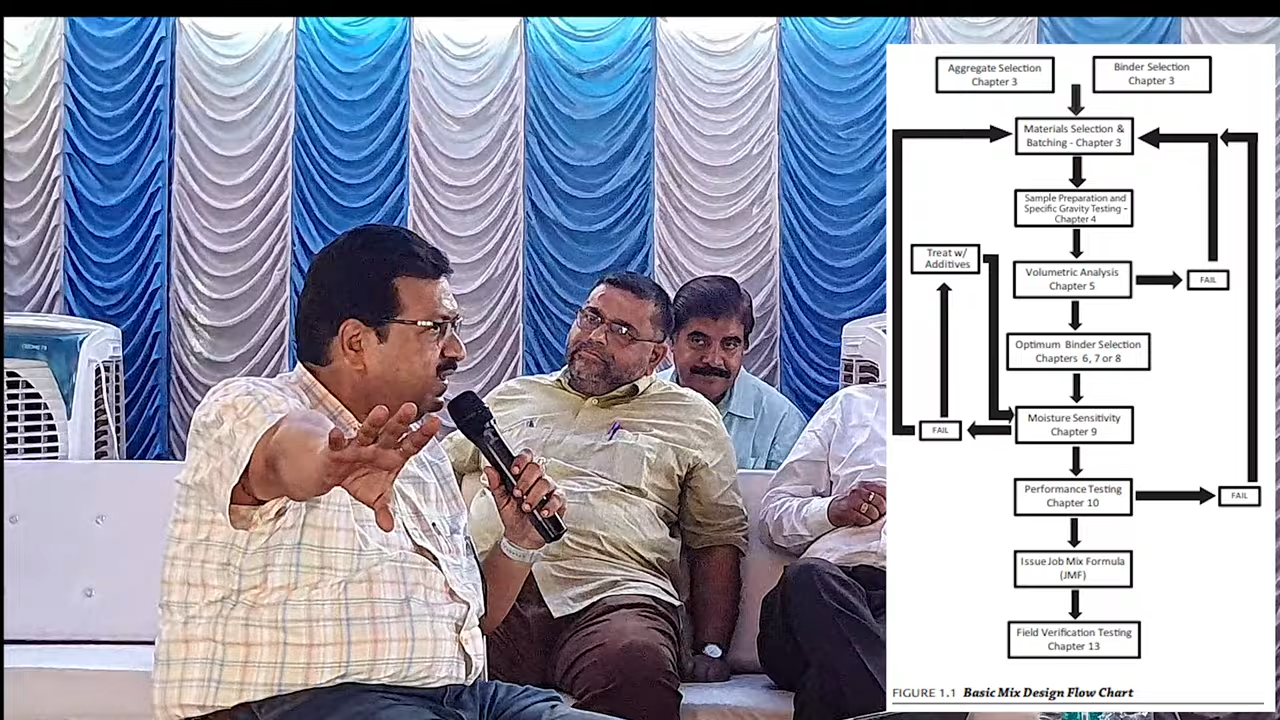 Aggregate Selection
Chapter 3
Binder Selection
Chapter 3
Materials Selection &
Batching - Chapter 3
Sample Preparation and
Specific Gravity Testing -
Chapter 4
Treat w/
Additives
Volumetric Analysis
Chapter 5
FAIL
Optimum Binder Selection
Chapters 6, 7 or 8
Moisture Sensitivity
Chapter 9
FAIL
Performance Testing
Chapter 10
FAIL
Issue Job Mix Formula
(JMF)
Field Verification Testing
Chapter 13
FIGURE 1.1 Basic Mix Design Flow Chart